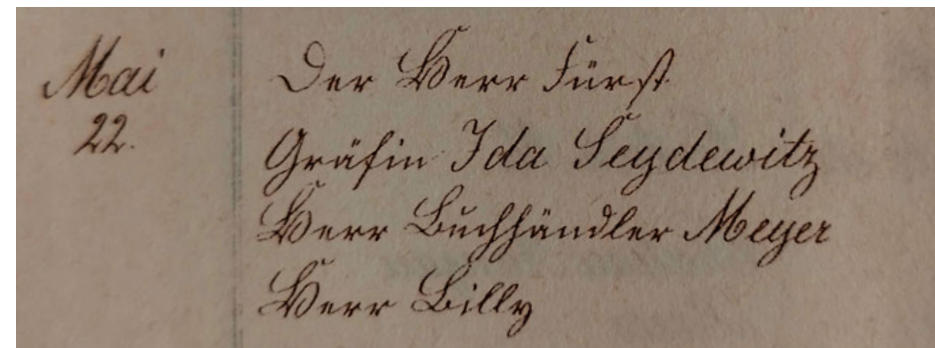 Mai
22.
Der Herr Fürst
Gräfin Ida Seydewitz
Herr Buchhändler Meyer
Herr Billy